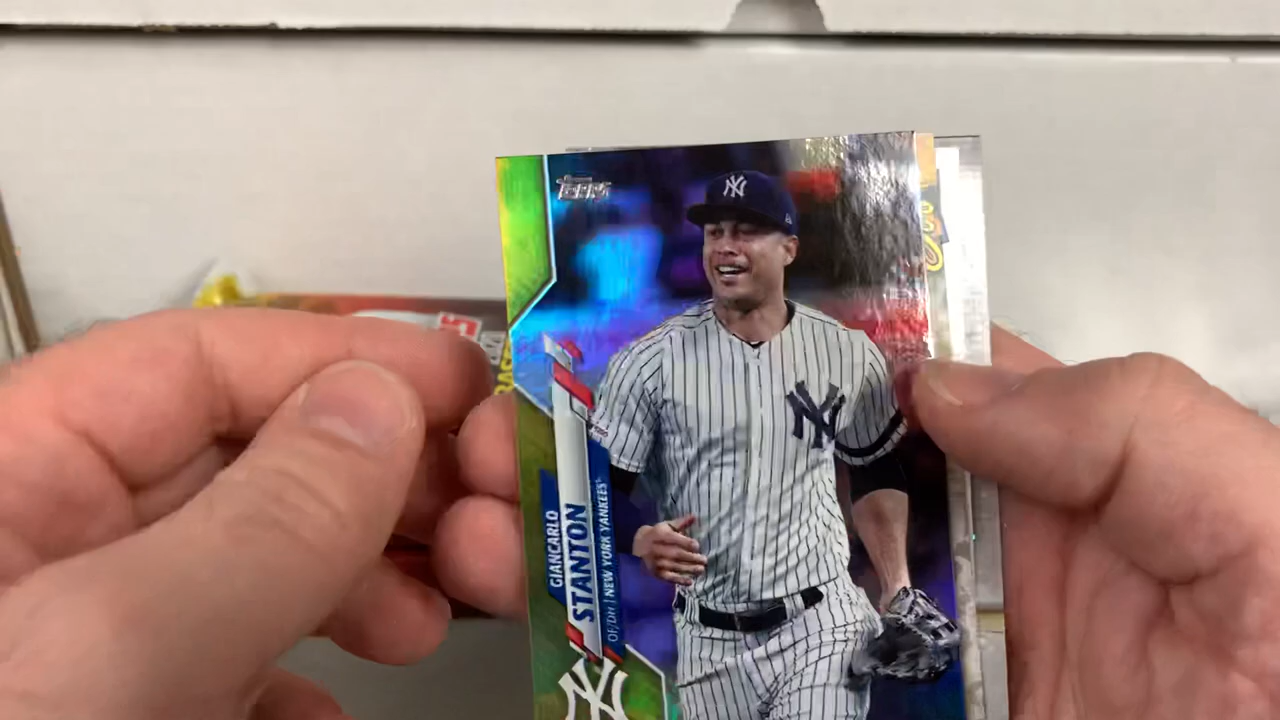 Topps
NY
NY
GIANCARLO
STANTON
OF/DH | NEW YORK YANKEES
NY